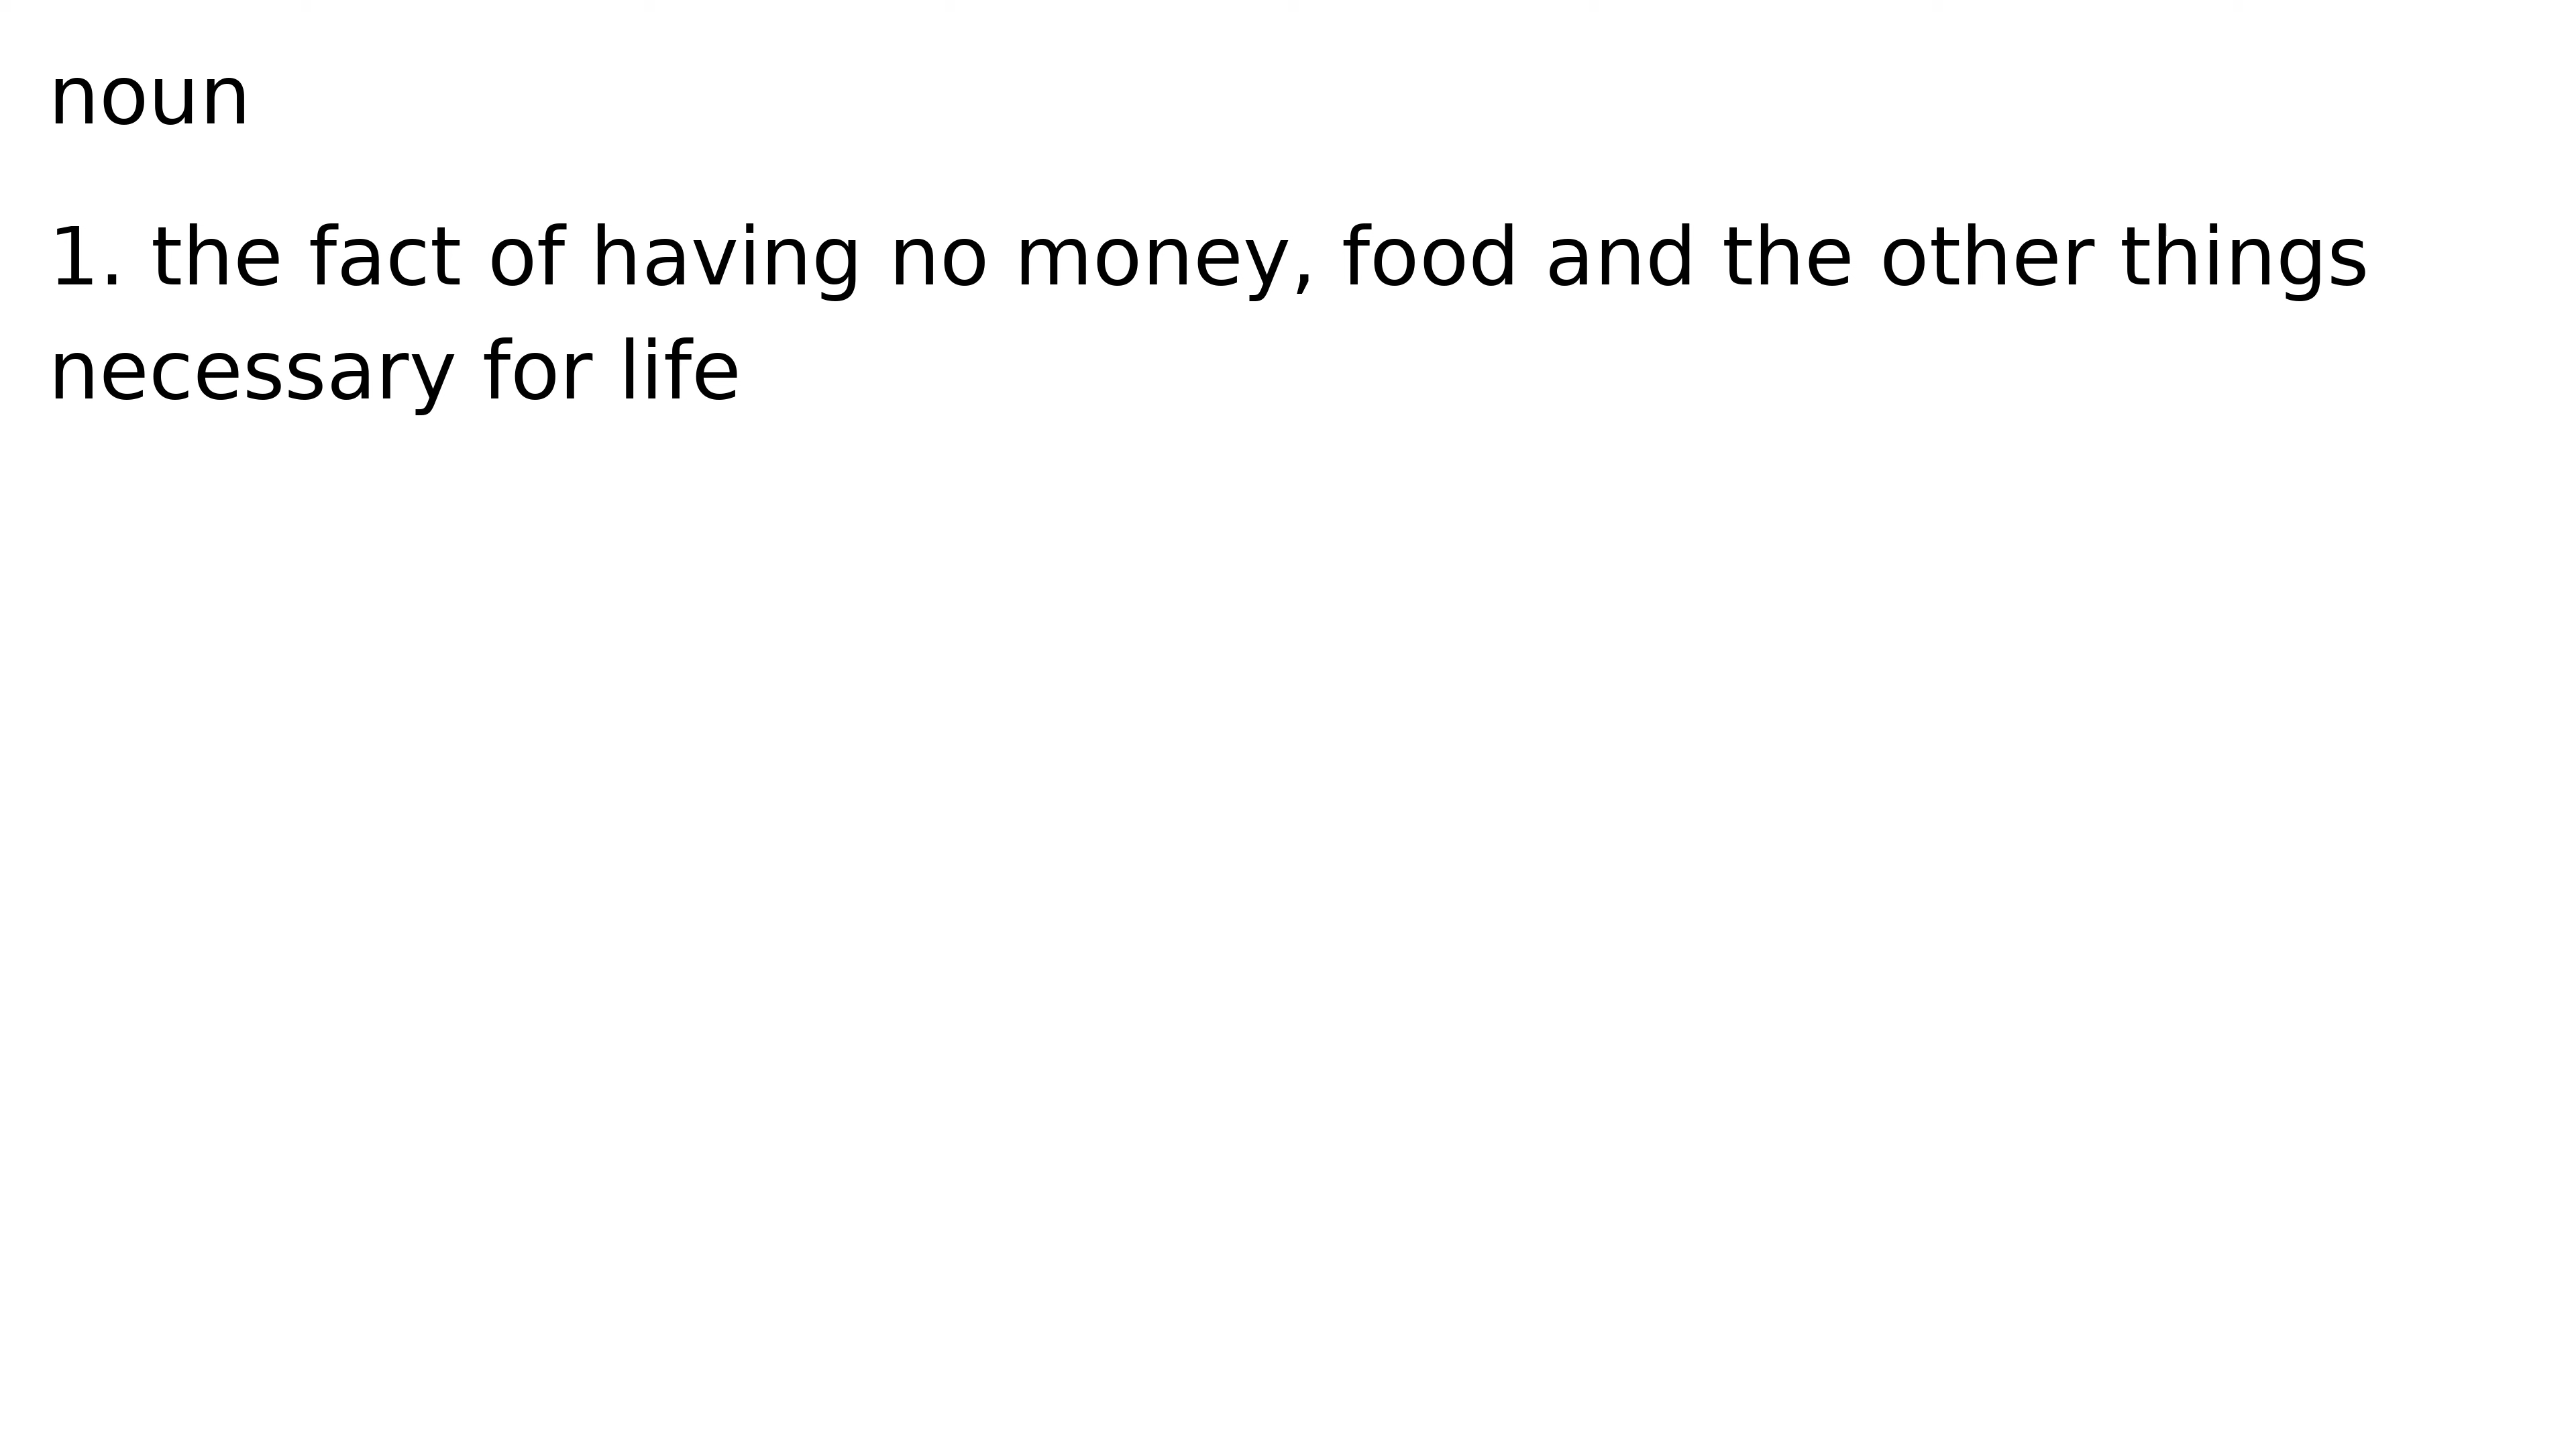 noun
1. the fact of having no money, food and the other things
necessary for life